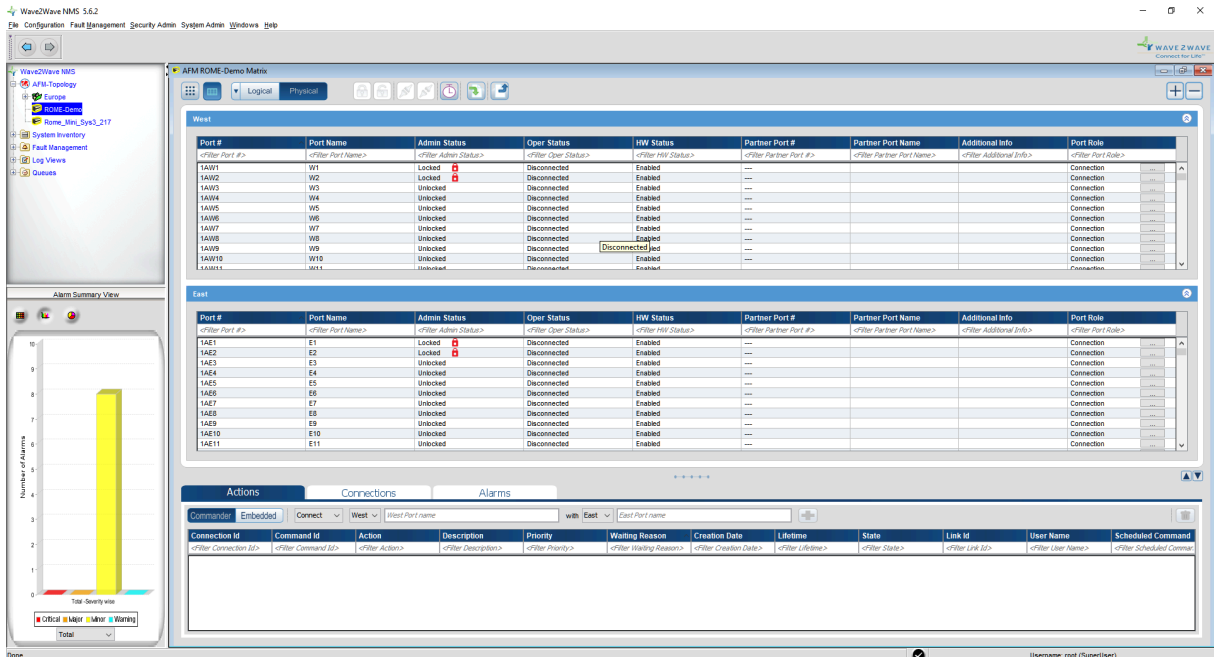 Wave2Wave NMS 5.6.2
File Configuration Fault Management Security Admin System Admin Windows Help
WAVE2WAVE
Connect for Life™
Wave2Wave NMS
AFM-Topology
Europe
ROME-Demo
Rome_Mini_Sys3_217
System Inventory
Fault Management
Log Views
Queues
AFM ROME-Demo Matrix
Logical Physical
West
Port # Port Name Admin Status Oper Status HW Status Partner Port # Partner Port Name Additional Info Port Role
<Filter Port #> <Filter Port Name> <Filter Admin Status> <Filter Oper Status> <Filter HW Status> <Filter Partner Port #> <Filter Partner Port Name> <Filter Additional Info> <Filter Port Role>
1AW1 W1 Locked Disconnected Enabled --- Connection ...
1AW2 W2 Locked Disconnected Enabled --- Connection ...
1AW3 W3 Unlocked Disconnected Enabled --- Connection ...
1AW4 W4 Unlocked Disconnected Enabled --- Connection ...
1AW5 W5 Unlocked Disconnected Enabled --- Connection ...
1AW6 W6 Unlocked Disconnected Enabled --- Connection ...
1AW7 W7 Unlocked Disconnected Enabled --- Connection ...
1AW8 W8 Unlocked Disconnected Enabled --- Connection ...
Disconnected
1AW9 W9 Unlocked Disconnected --- Connection ...
1AW10 W10 Unlocked Disconnected Enabled --- Connection ...
1AW11 W11 Unlocked Disconnected Enabled Connection
East
Port # Port Name Admin Status Oper Status HW Status Partner Port # Partner Port Name Additional Info Port Role
<Filter Port #> <Filter Port Name> <Filter Admin Status> <Filter Oper Status> <Filter HW Status> <Filter Partner Port #> <Filter Partner Port Name> <Filter Additional Info> <Filter Port Role>
1AE1 E1 Locked Disconnected Enabled --- Connection ...
1AE2 E2 Locked Disconnected Enabled --- Connection ...
1AE3 E3 Unlocked Disconnected Enabled --- Connection ...
1AE4 E4 Unlocked Disconnected Enabled --- Connection ...
1AE5 E5 Unlocked Disconnected Enabled --- Connection ...
1AE6 E6 Unlocked Disconnected Enabled --- Connection ...
1AE7 E7 Unlocked Disconnected Enabled --- Connection ...
1AE8 E8 Unlocked Disconnected Enabled --- Connection ...
1AE9 E9 Unlocked Disconnected Enabled --- Connection ...
1AE10 E10 Unlocked Disconnected Enabled --- Connection ...
1AE11 E11 Unlocked Disconnected Enabled --- Connection ...
Alarm Summary View
10
9
8
7
6
5
4
3
2
1
0
Number of Alarms
Total -Severity wise
Critical Major Minor Warning
Total
Actions Connections Alarms
Commander Embedded Connect West West Port name with East East Port name
Connection Id Command Id Action Description Priority Waiting Reason Creation Date Lifetime State Link Id User Name Scheduled Command
<Filter Connection Id> <Filter Command Id> <Filter Action> <Filter Description> <Filter Priority> <Filter Waiting Reason> <Filter Creation Date> <Filter Lifetime> <Filter State> <Filter Link Id> <Filter User Name> <Filter Scheduled Commar
Done Username: root (SuperUser)